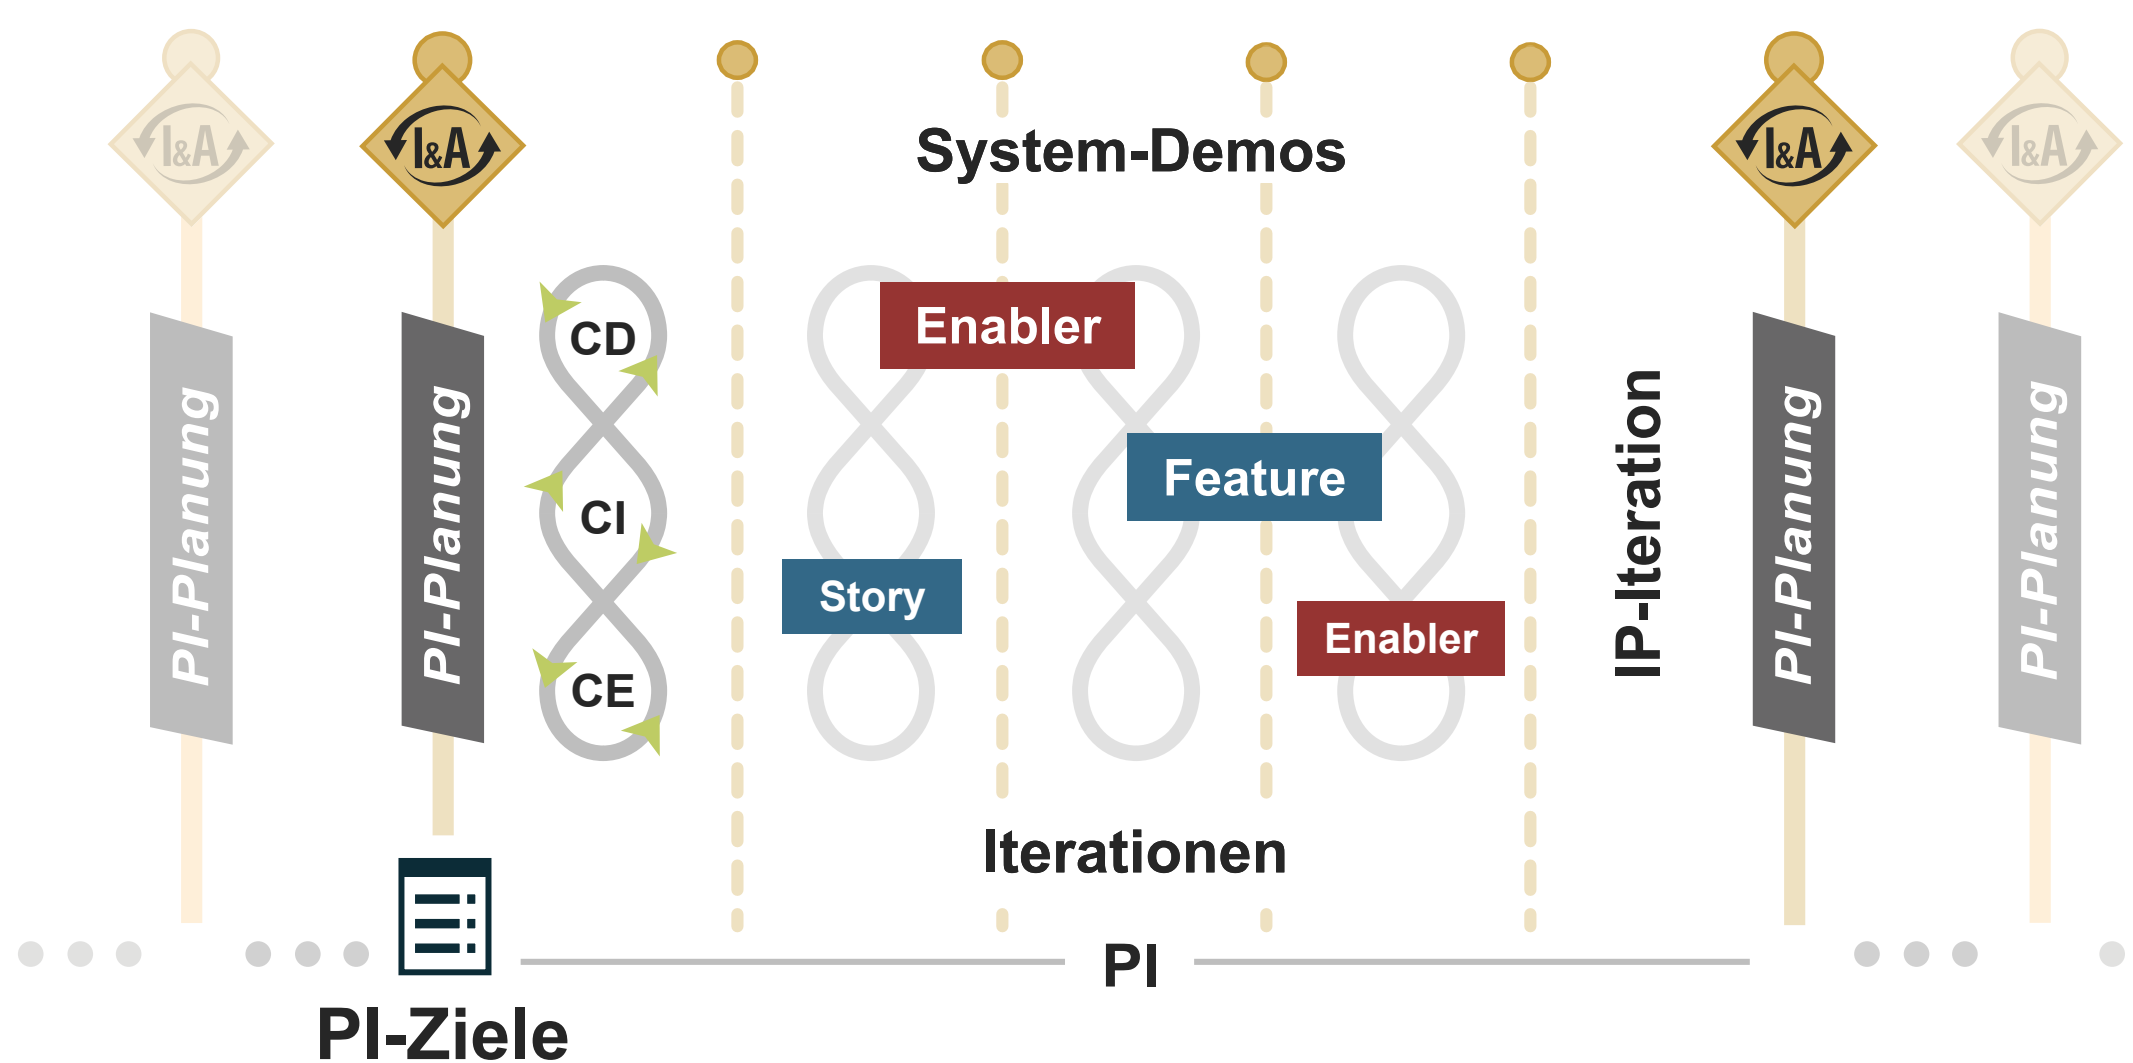 I&A
I&A
I&A
I&A
System-Demos
PI-Planung
PI-Planung
CD
CI
CE
Enabler
Feature
Story
Enabler
IP-Iteration
PI-Planung
PI-Planung
Iterationen
PI
PI-Ziele